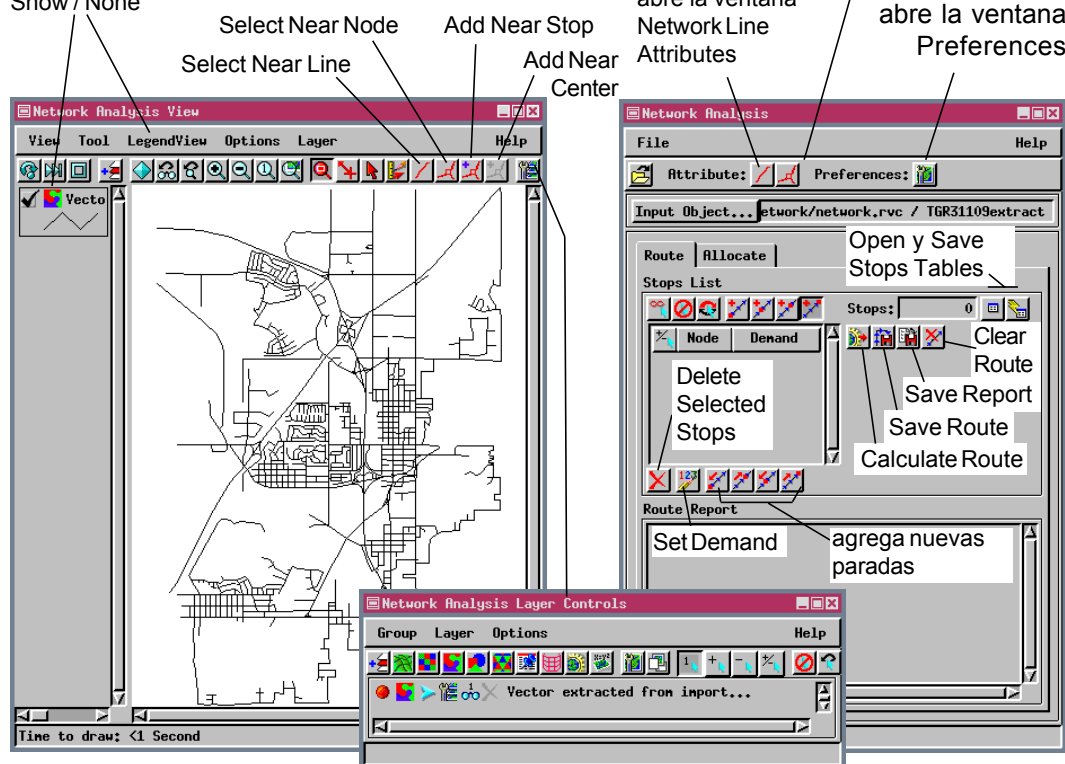 Show / None
Select Near Node
Add Near Stop
Select Near Line
Add Near
Center
abre la ventana
Network Line
Attributes
abre la ventana
Preferences
Network Analysis View
View Tool LegendView Options Layer Help
Vecto
Time to draw: <1 Second
Network Analysis
File Help
Attribute: Preferences:
Input Object... etwork/network.rvc / TGR31109extract
Route Allocate
Open y Save
Stops Tables
Stops List
Stops: 0
Node Demand
Clear
Route
Save Report
Save Route
Calculate Route
Delete
Selected
Stops
Route Report
Set Demand
agrega nuevas
paradas
Network Analysis Layer Controls
Group Layer Options Help
Vector extracted from import...